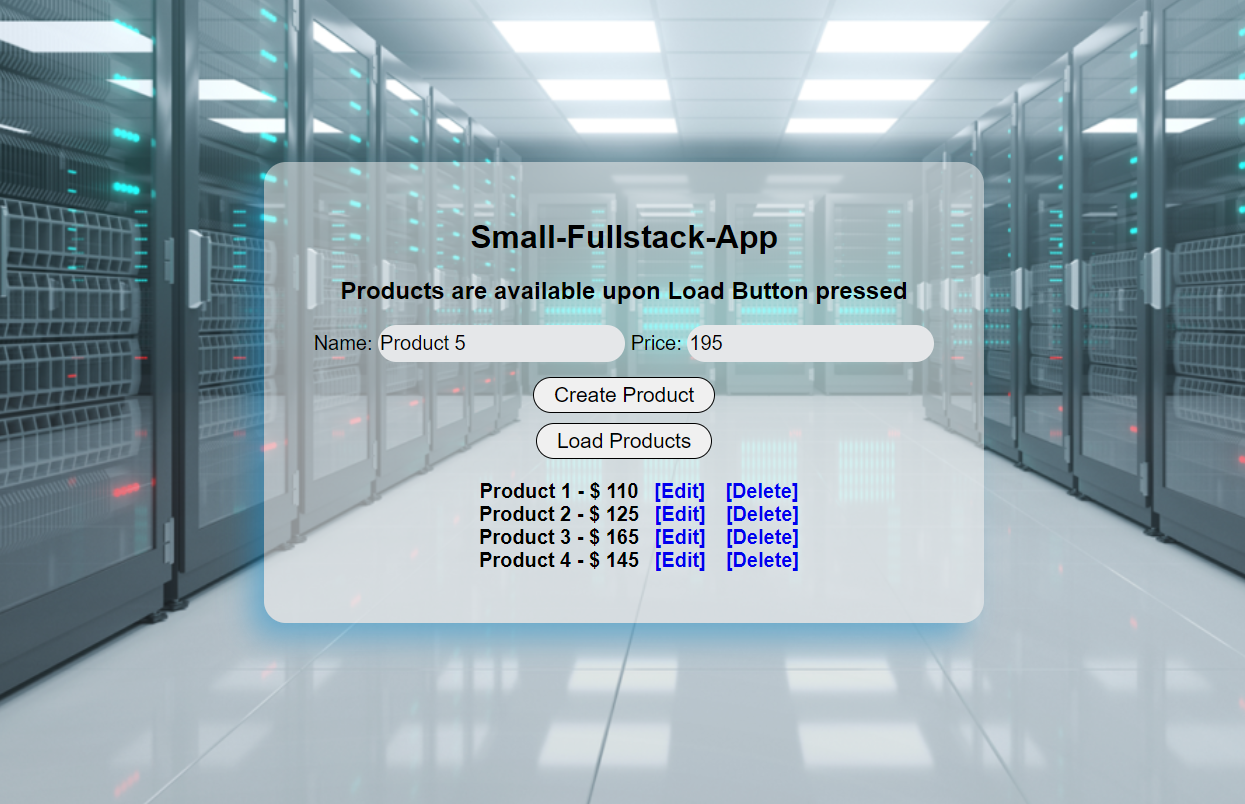 Small-Fullstack-App
Products are available upon Load Button pressed
Name: Product 5 Price: 195
Create Product
Load Products
Product 1 - $ 110 [Edit] [Delete]
Product 2 - $ 125 [Edit] [Delete]
Product 3 - $ 165 [Edit] [Delete]
Product 4 - $ 145 [Edit] [Delete]